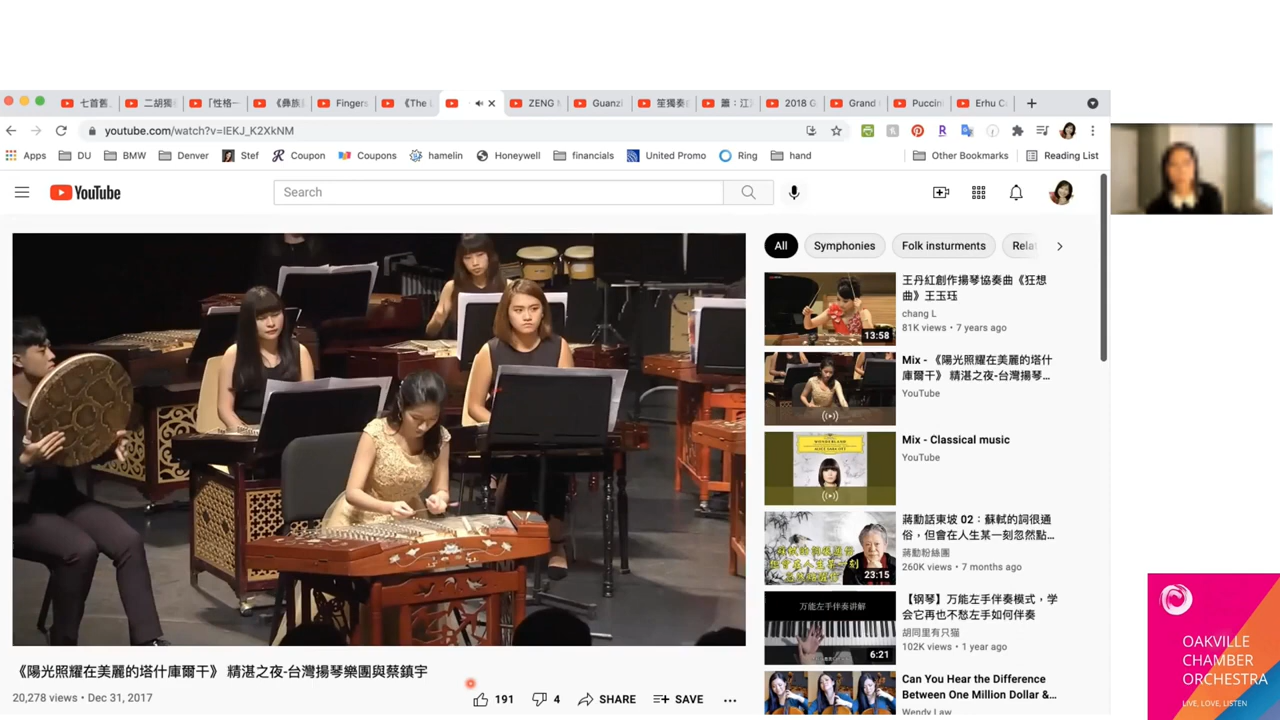 七首舊
二胡獨
「性格一
《彝族
Fingers
《The
ZENG
Guanzi
笙獨奏
簫：江
2018 G
Grand
Puccin
Erhu C
youtube.com/watch?v=IEKJ_K2XkNM
Apps
DU
BMW
Denver
Stef
Coupon
Coupons
hamelin
Honeywell
financials
United Promo
Ring
hand
Other Bookmarks
Reading List
YouTube
Search
All
Symphonies
Folk insturments
Rela
王丹紅創作揚琴協奏曲《狂想
曲》王玉珏
chang L
81K views • 7 years ago
13:58
Mix - 《陽光照耀在美麗的塔什
庫爾干》 精湛之夜-台灣揚琴...
YouTube
Mix - Classical music
YouTube
WONDERLAND
ALICE SARA OTT
蔣勳話東坡 02：蘇軾的詞很通
俗，但會在人生某一刻忽然點...
蔣勳粉絲團
260K views • 7 months ago
23:15
【钢琴】万能左手伴奏模式，学
会它再也不愁左手如何伴奏
胡同里有只猫
102K views • 1 year ago
万能左手伴奏讲解
6:21
Can You Hear the Difference
Between One Million Dollar &...
Wendy Law
《陽光照耀在美麗的塔什庫爾干》 精湛之夜-台灣揚琴樂團與蔡鎮宇
20,278 views • Dec 31, 2017
191
4
SHARE
SAVE
OAKVILLE
CHAMBER
ORCHESTRA
LIVE, LOVE, LISTEN